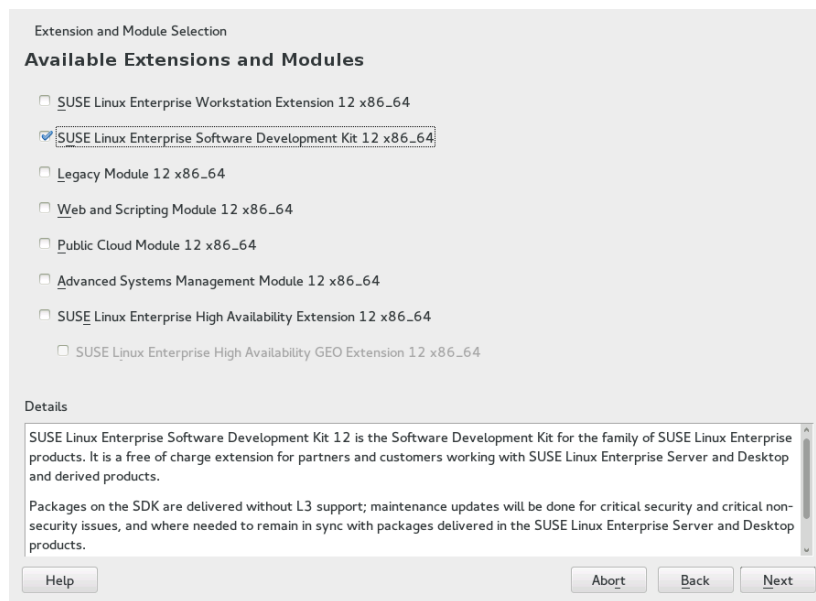 Extension and Module Selection
Available Extensions and Modules
SUSE Linux Enterprise Workstation Extension 12 x86_64
SUSE Linux Enterprise Software Development Kit 12 x86_64
Legacy Module 12 x86_64
Web and Scripting Module 12 x86_64
Public Cloud Module 12 x86_64
Advanced Systems Management Module 12 x86_64
SUSE Linux Enterprise High Availability Extension 12 x86_64
SUSE Linux Enterprise High Availability GEO Extension 12 x86_64
Details
SUSE Linux Enterprise Software Development Kit 12 is the Software Development Kit for the family of SUSE Linux Enterprise
products. It is a free of charge extension for partners and customers working with SUSE Linux Enterprise Server and Desktop
and derived products.
Packages on the SDK are delivered without L3 support; maintenance updates will be done for critical security and critical non-
security issues, and where needed to remain in sync with packages delivered in the SUSE Linux Enterprise Server and Desktop
products.
Help Abort Back Next